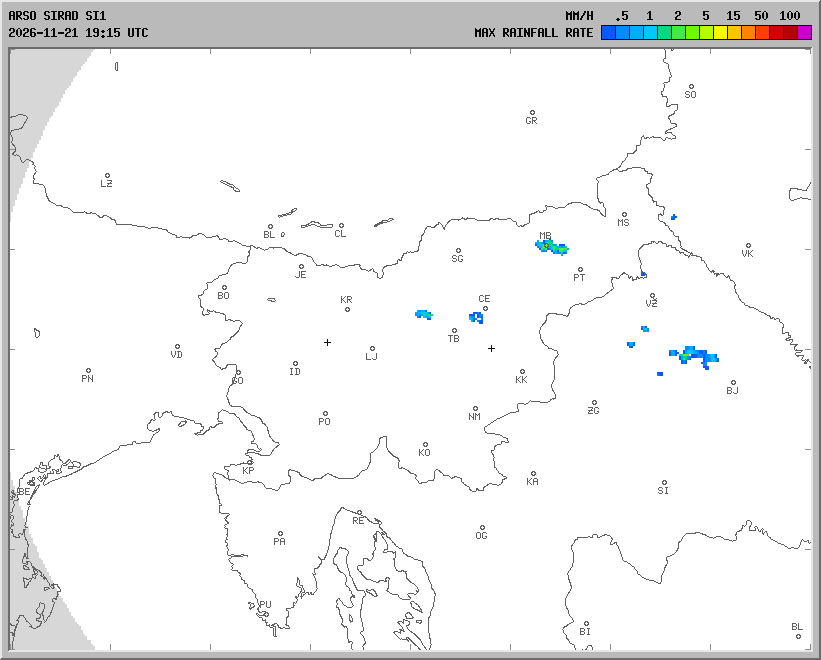 ARSO SIRAD SI1
2026-11-21 19:15 UTC
MM/H .5 1 2 5 15 50 100
MAX RAINFALL RATE
SO
GR
LZ
MS
BL
CL
MB
VK
SG
JE
PT
BO
KR
CE
VŽ
TB
VD
LJ
ID
PN
GO
KK
BJ
ZG
PO
NM
KO
KP
KA
BE
SI
RE
OG
PA
PU
BI
BL